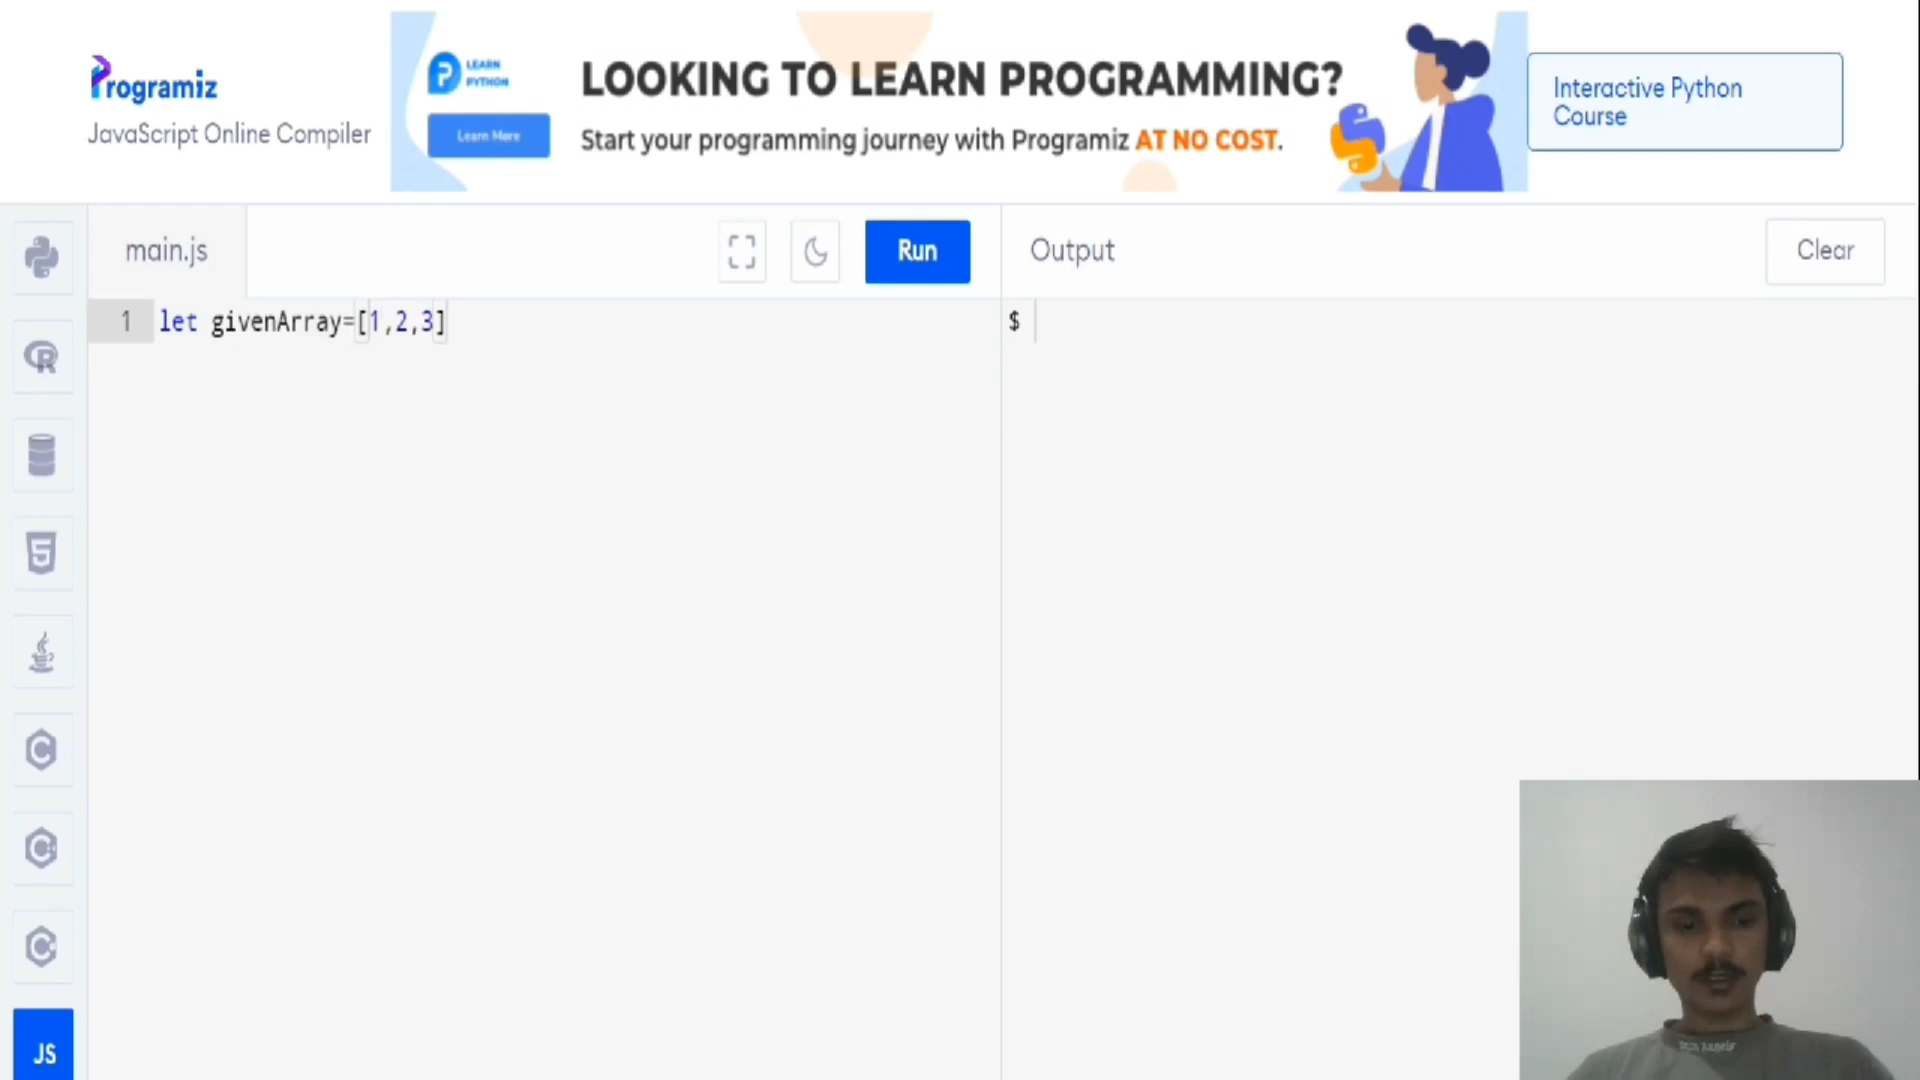 Programiz
JavaScript Online Compiler
LEARN
PYTHON
Learn More
LOOKING TO LEARN PROGRAMMING?
Start your programming journey with Programiz AT NO COST.
Interactive Python
Course
main.js
Run
Output
Clear
1 let givenArray=[1,2,3]
$
JS